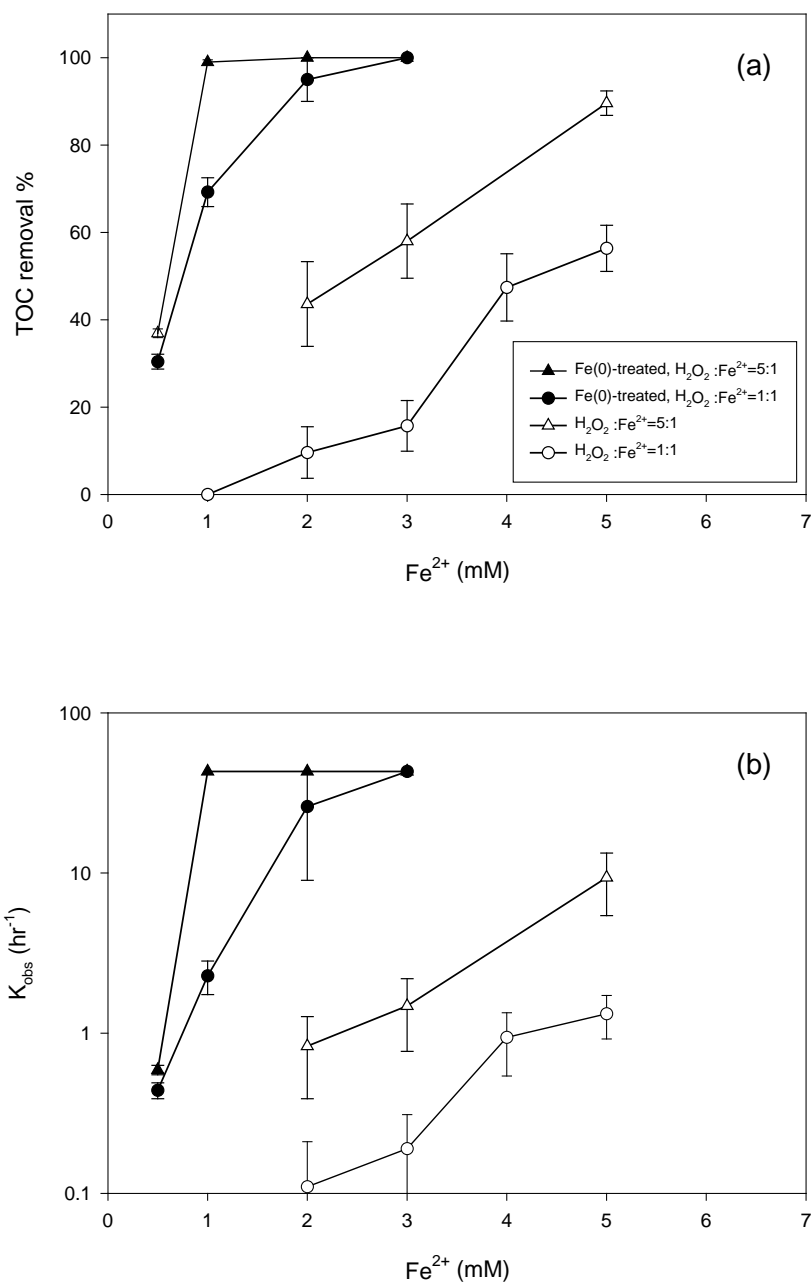 (a)
100
80
60
40
20
0
TOC removal %
Fe(0)-treated, H₂O₂ :Fe²⁺=5:1
Fe(0)-treated, H₂O₂ :Fe²⁺=1:1
H₂O₂ :Fe²⁺=5:1
H₂O₂ :Fe²⁺=1:1
0 1 2 3 4 5 6 7
Fe²⁺ (mM)
(b)
100
10
1
0.1
K_obs (hr⁻¹)
0 1 2 3 4 5 6 7
Fe²⁺ (mM)